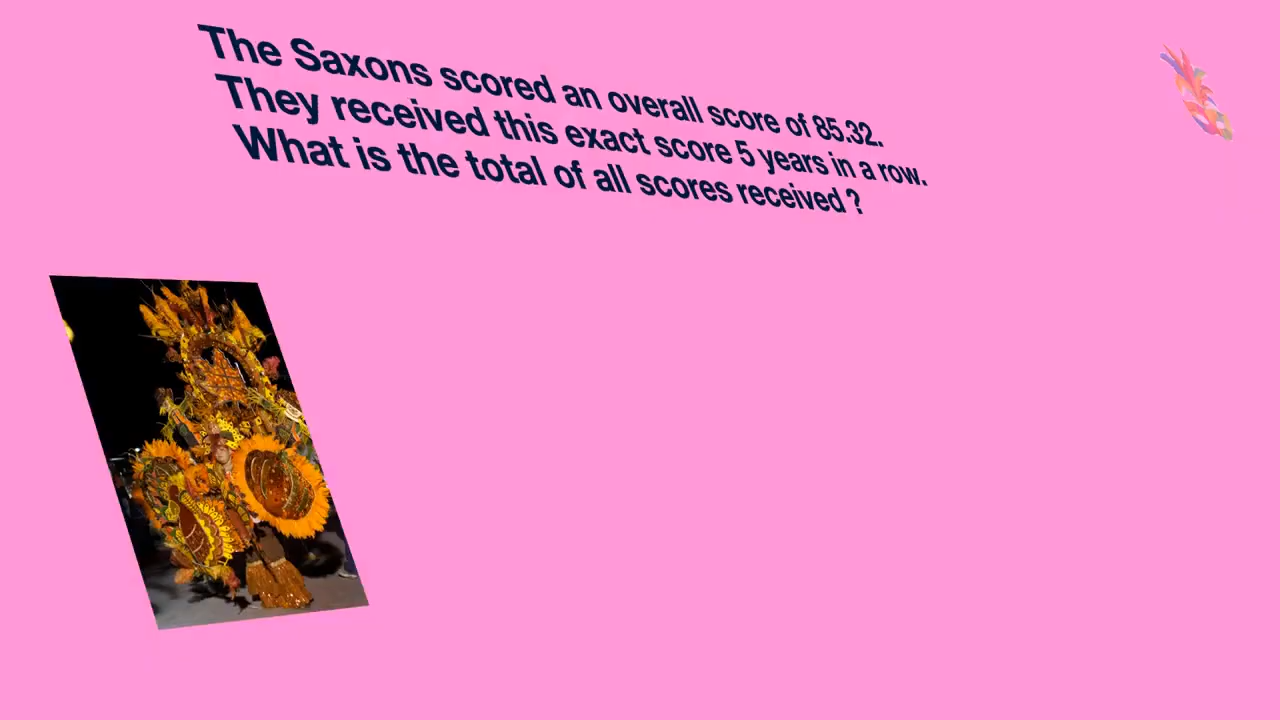 The Saxons scored an overall score of 85.32.
They received this exact score 5 years in a row.
What is the total of all scores received?